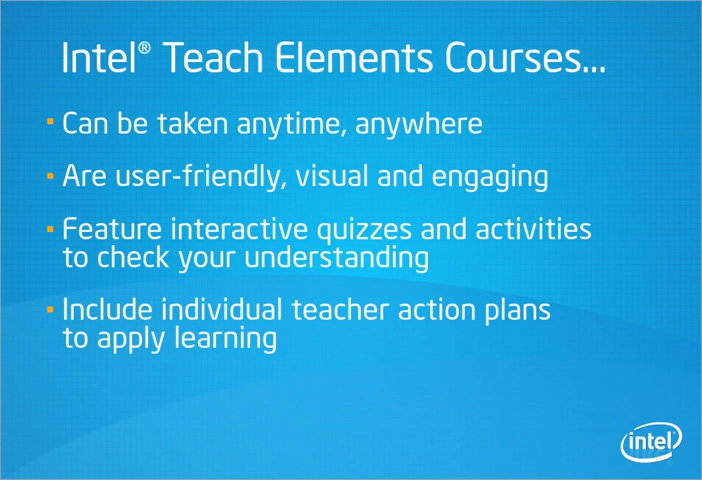 Intel® Teach Elements Courses...
Can be taken anytime, anywhere
Are user-friendly, visual and engaging
Feature interactive quizzes and activities
to check your understanding
Include individual teacher action plans
to apply learning
intel